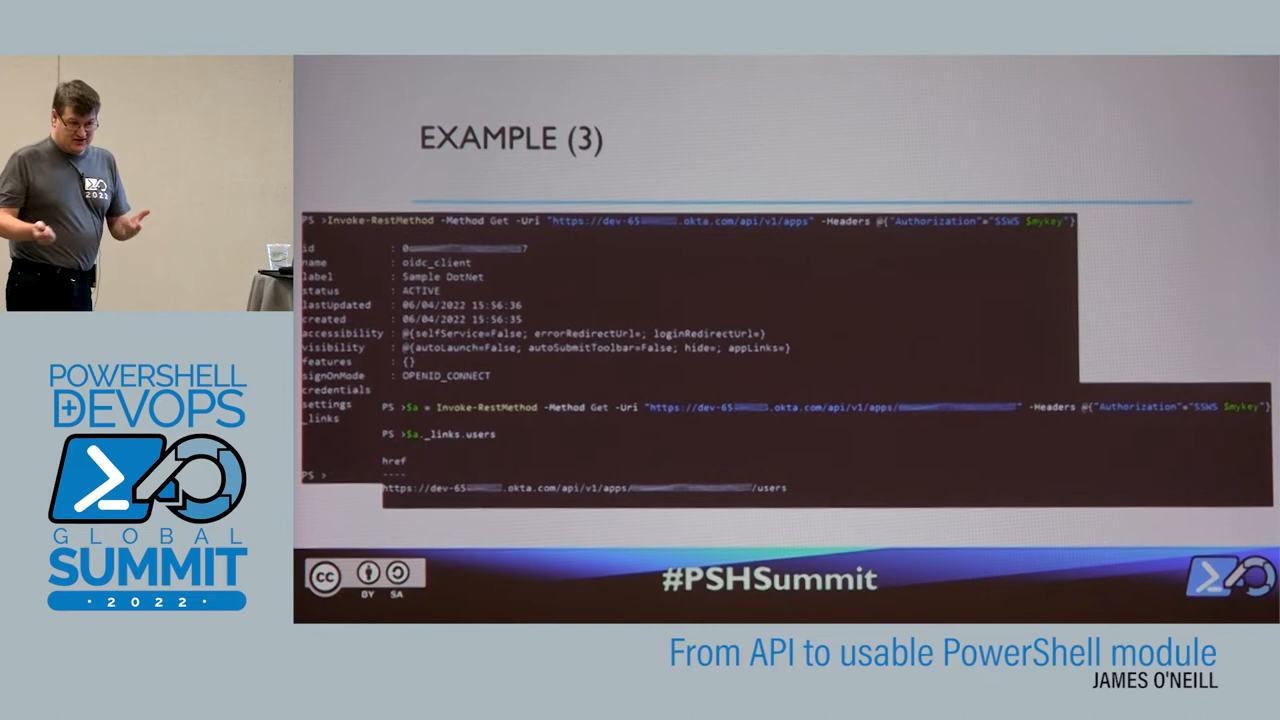 2022
POWERSHELL
DEVOPS
GLOBAL
SUMMIT
· 2022 ·
EXAMPLE (3)
PS >Invoke-RestMethod -Method Get -Uri "https://dev-65 .okta.com/api/v1/apps" -Headers @{"Authorization"="SSWS $mykey"}
id : 0 7
name : oidc_client
label : Sample DotNet
status : ACTIVE
lastUpdated : 06/04/2022 15:56:36
created : 06/04/2022 15:56:35
accessibility : @{selfService=False; errorRedirectUrl=; loginRedirectUrl=}
visibility : @{autoLaunch=False; autoSubmitToolbar=False; hide=; appLinks=}
features : {}
signOnMode : OPENID_CONNECT
credentials
settings
_links
PS >
PS >$a = Invoke-RestMethod -Method Get -Uri "https://dev-65 .okta.com/api/v1/apps/ " -Headers @{"Authorization"="SSWS $mykey"}
PS >$a._links.users
href
----
https://dev-65 .okta.com/api/v1/apps/ /users
cc
BY SA
#PSHSummit
From API to usable PowerShell module
JAMES O'NEILL